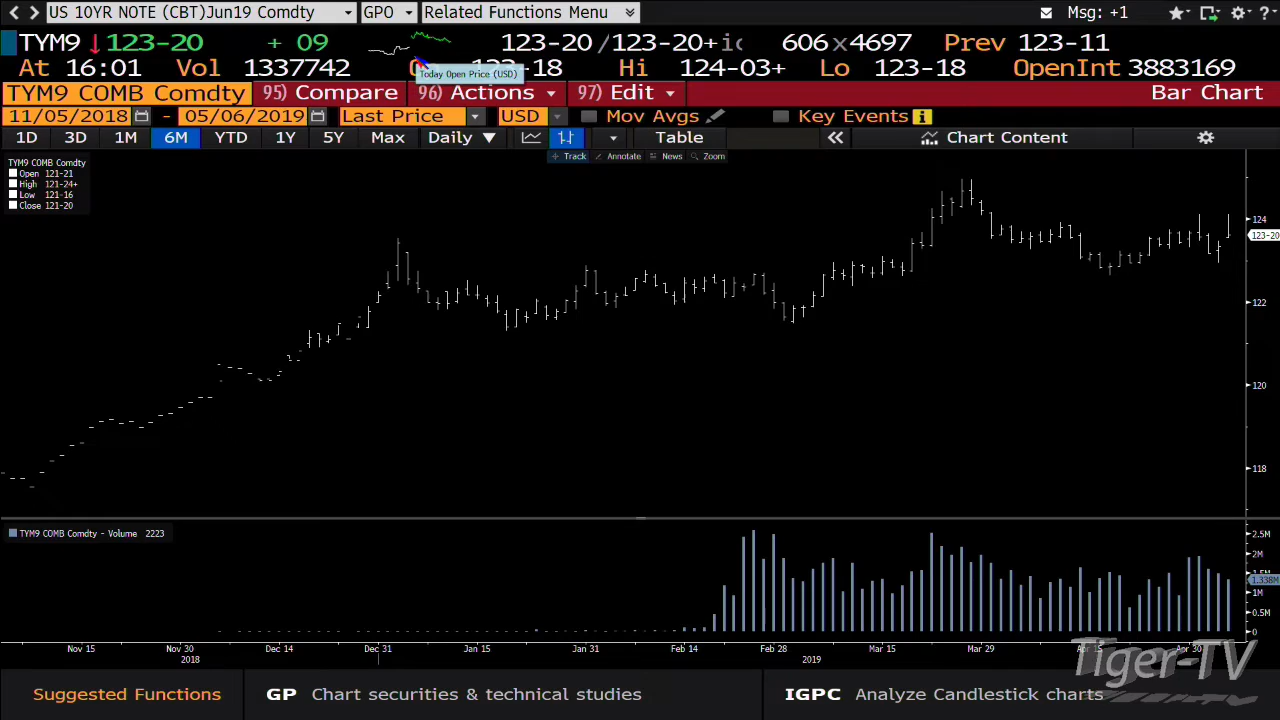 US 10YR NOTE (CBT)Jun19 Comdty GPO Related Functions Menu Msg: +1 ?
TYM9 ↓123-20 + 09 123-20 /123-20+ 606 x4697 Prev 123-11
At 16:01 Vol 1337742 123-18 Hi 124-03+ Lo 123-18 OpenInt 3883169
Today Open Price (USD)
TYM9 COMB Comdty 95) Compare 96) Actions 97) Edit Bar Chart
11/05/2018 - 05/06/2019 Last Price USD Mov Avgs Key Events i
1D 3D 1M 6M YTD 1Y 5Y Max Daily ▼ Table « Chart Content
Track Annotate News Zoom
TYM9 COMB Comdty
Open 121-21
High 121-24+
Low 121-16
Close 121-20
124
123-20
122
120
118
TYM9 COMB Comdty - Volume 2223
2.5M
2M
1.5M
1.338M
1M
0.5M
0
Nov 15 Nov 30 Dec 14 Dec 31 Jan 15 Jan 31 Feb 14 Feb 28 Mar 15 Mar 29 Apr 15 Apr 30
2018 2019
Tiger-TV
Suggested Functions GP Chart securities & technical studies IGPC Analyze Candlestick charts